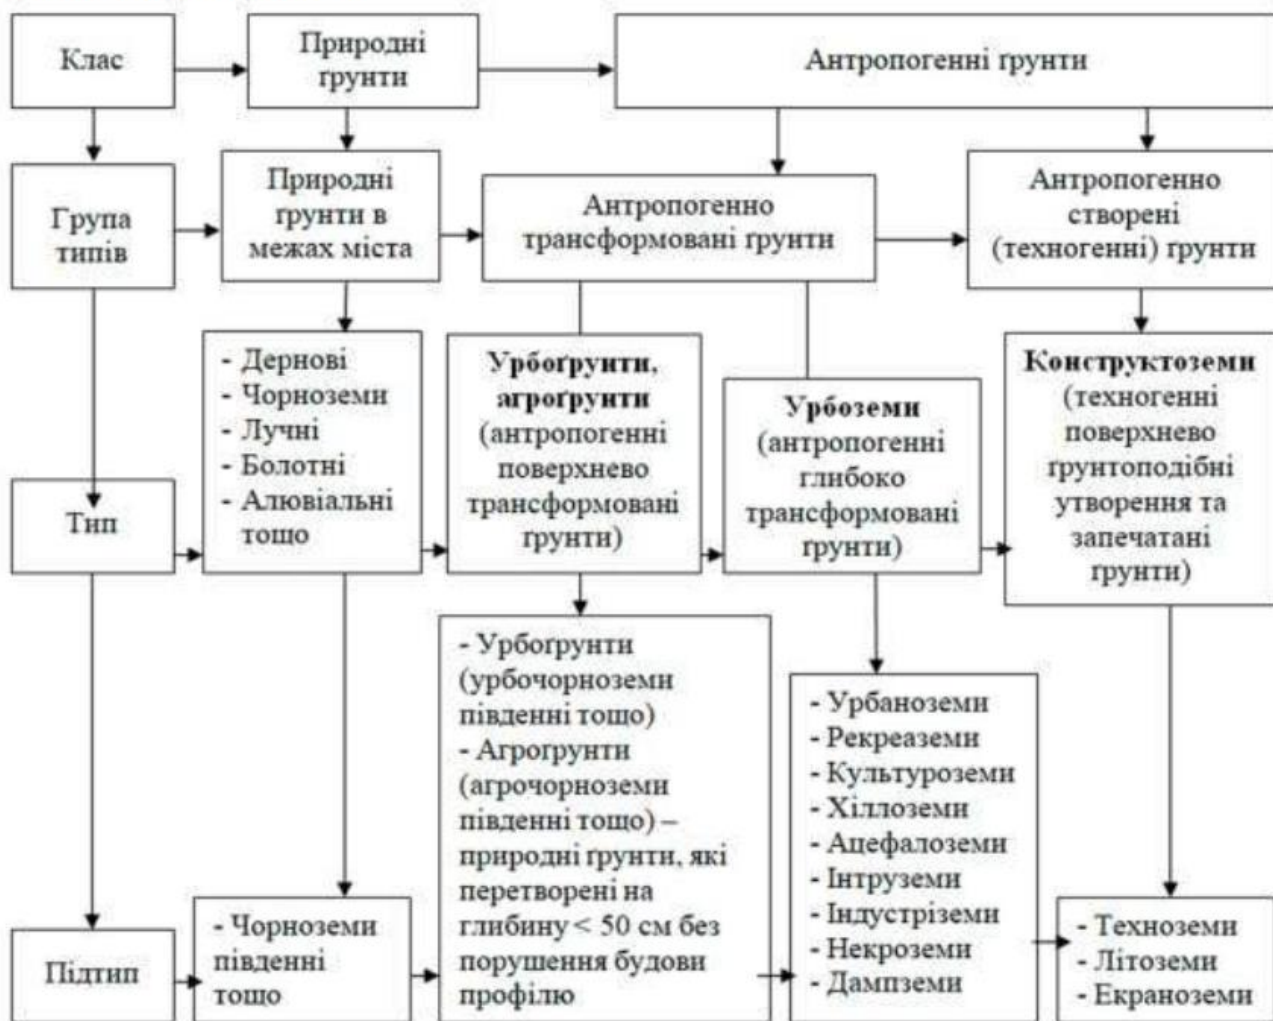 Клас
Природні
ґрунти
Антропогенні ґрунти
Група
типів
Природні
ґрунти в
межах міста
Антропогенно
трансформовані ґрунти
Антропогенно
створені
(техногенні) ґрунти
Тип
- Дернові
- Чорноземи
- Лучні
- Болотні
- Алювіальні
тощо
Урбоґрунти,
агроґрунти
(антропогенні
поверхнево
трансформовані
ґрунти)
Урбоземи
(антропогенні
глибоко
трансформовані
ґрунти)
Конструктоземи
(техногенні
поверхнево
ґрунтоподібні
утворення та
запечатані
ґрунти)
Підтип
- Чорноземи
південні
тощо
- Урбоґрунти
(урбочорноземи
південні тощо)
- Агроґрунти
(агрочорноземи
південні тощо) –
природні ґрунти, які
перетворені на
глибину < 50 см без
порушення будови
профілю
- Урбаноземи
- Рекреаземи
- Культуроземи
- Хіллоземи
- Ацефалоземи
- Інтруземи
- Індустріземи
- Некроземи
- Дампземи
- Техноземи
- Літоземи
- Екраноземи